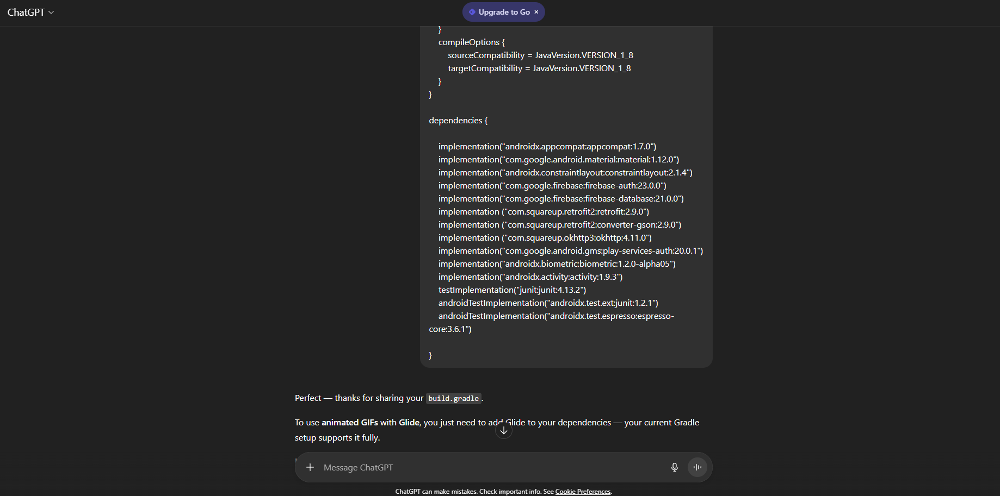 ChatGPT
Upgrade to Go ×
}
compileOptions {
sourceCompatibility = JavaVersion.VERSION_1_8
targetCompatibility = JavaVersion.VERSION_1_8
}
}
dependencies {
implementation("androidx.appcompat:appcompat:1.7.0")
implementation("com.google.android.material:material:1.12.0")
implementation("androidx.constraintlayout:constraintlayout:2.1.4")
implementation("com.google.firebase:firebase-auth:23.0.0")
implementation("com.google.firebase:firebase-database:21.0.0")
implementation ("com.squareup.retrofit2:retrofit:2.9.0")
implementation ("com.squareup.retrofit2:converter-gson:2.9.0")
implementation ("com.squareup.okhttp3:okhttp:4.11.0")
implementation("com.google.android.gms:play-services-auth:20.0.1")
implementation("androidx.biometric:biometric:1.2.0-alpha05")
implementation("androidx.activity:activity:1.9.3")
testImplementation("junit:junit:4.13.2")
androidTestImplementation("androidx.test.ext:junit:1.2.1")
androidTestImplementation("androidx.test.espresso:espresso-
core:3.6.1")
}
Perfect — thanks for sharing your build.gradle.
To use animated GIFs with Glide, you just need to add Glide to your dependencies — your current Gradle
setup supports it fully.
Message ChatGPT
ChatGPT can make mistakes. Check important info. See Cookie Preferences.